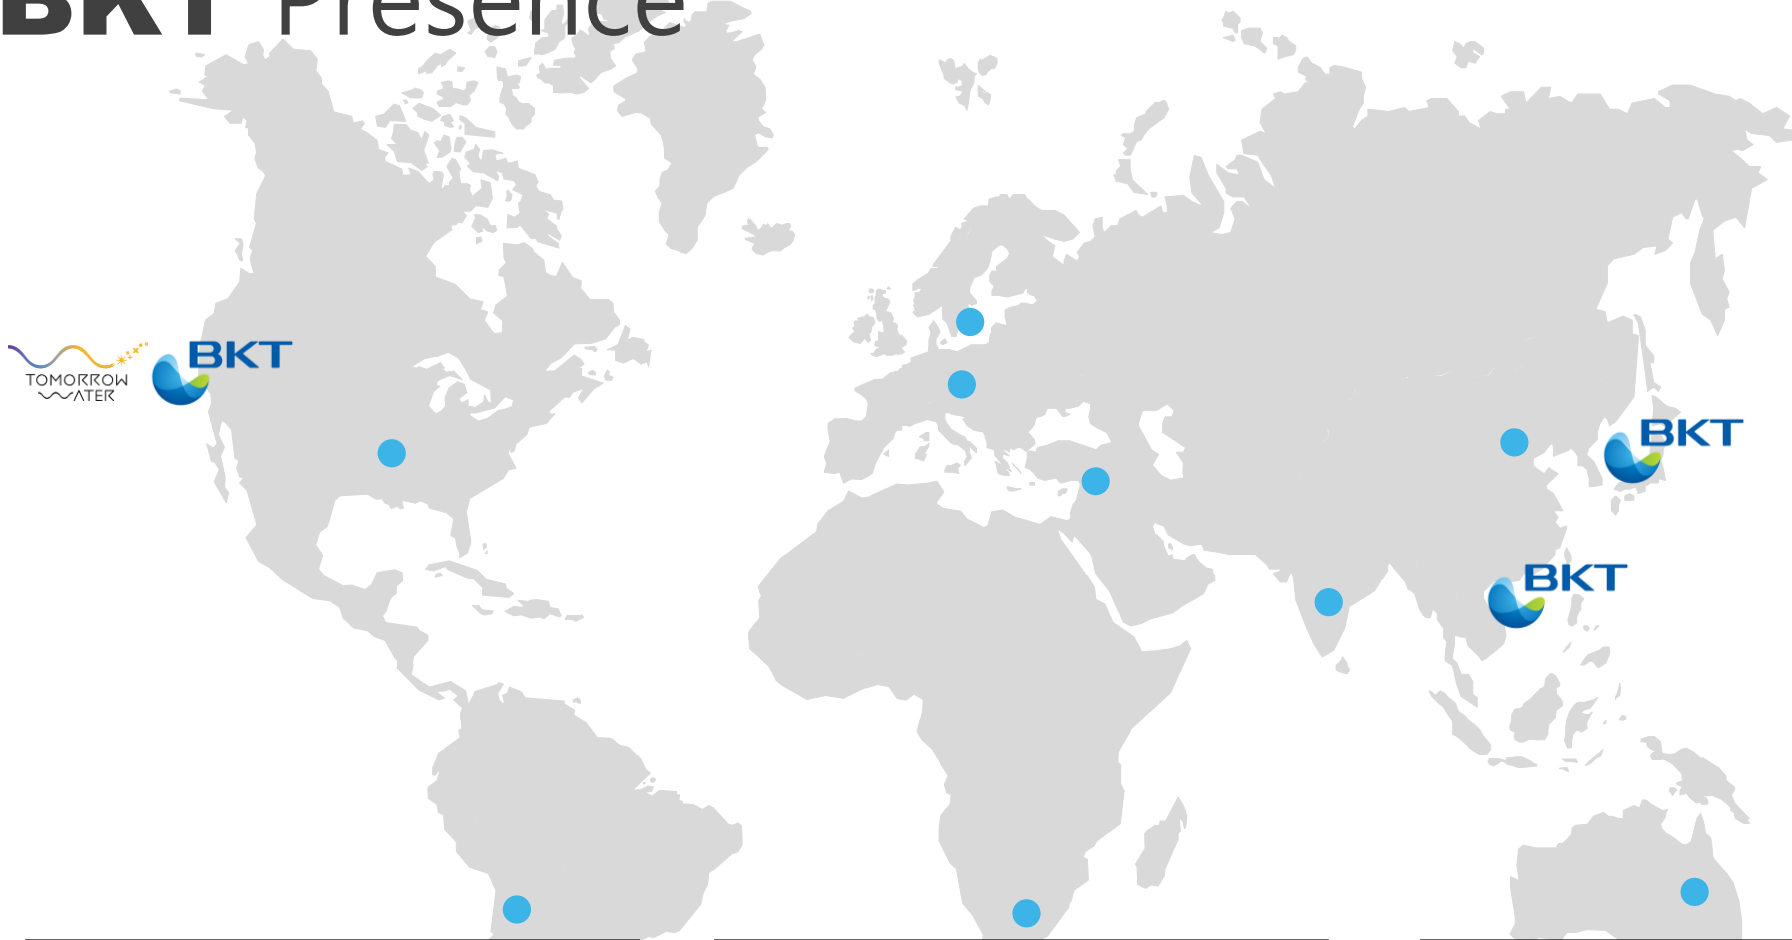 BKT Presence
TOMORROW
WATER
BKT
BKT
BKT